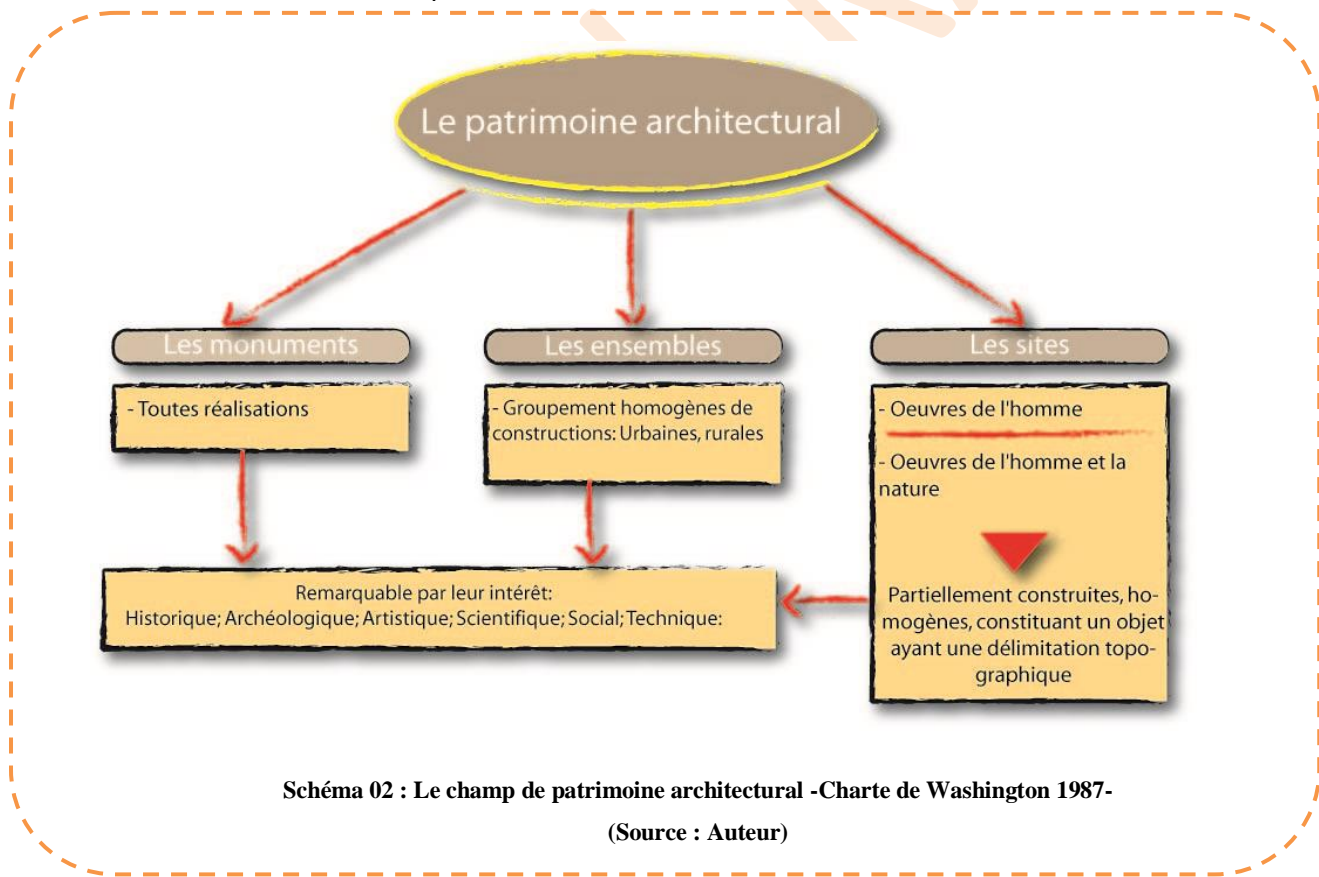 Le patrimoine architectural
Les monuments
- Toutes réalisations
Les ensembles
- Groupement homogènes de
constructions: Urbaines, rurales
Les sites
- Oeuvres de l'homme
- Oeuvres de l'homme et la
nature
Partiellement construites, ho-
mogènes, constituant un objet
ayant une délimitation topo-
graphique
Remarquable par leur intérêt:
Historique; Archéologique; Artistique; Scientifique; Social; Technique:
Schéma 02 : Le champ de patrimoine architectural -Charte de Washington 1987-
(Source : Auteur)